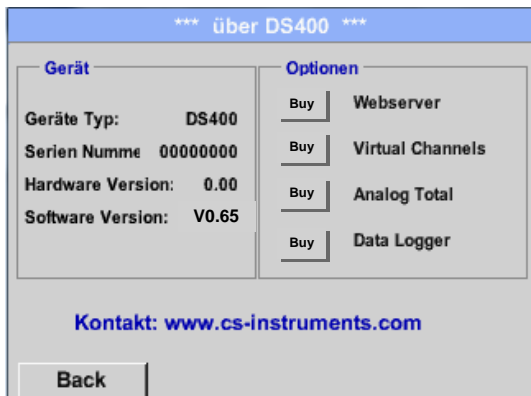 *** über DS400 ***
Gerät
Geräte Typ: DS400
Serien Numme 00000000
Hardware Version: 0.00
Software Version: V0.65
Optionen
Buy Webserver
Buy Virtual Channels
Buy Analog Total
Buy Data Logger
Kontakt: www.cs-instruments.com
Back